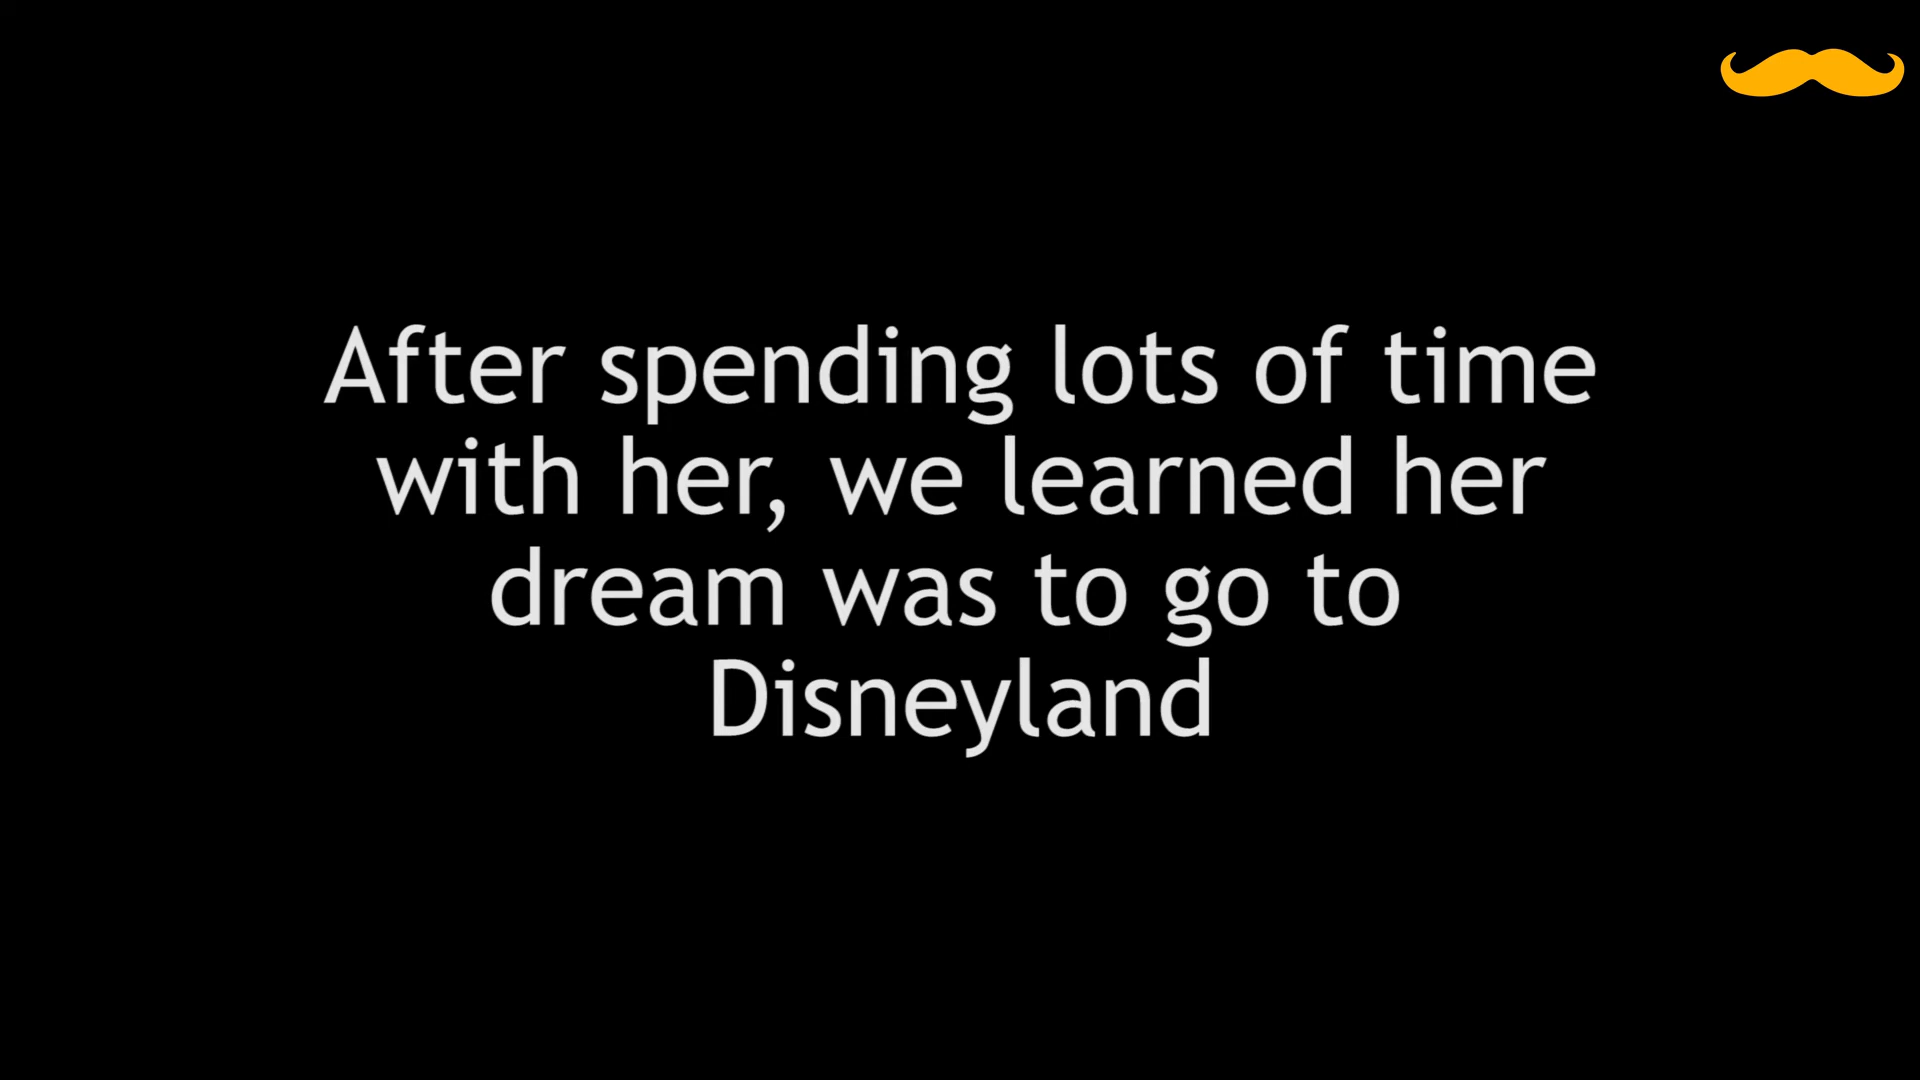 After spending lots of time
with her, we learned her
dream was to go to
Disneyland